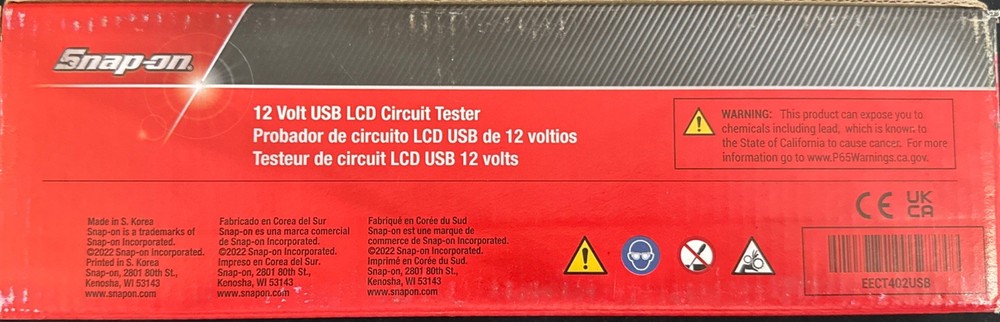 Snap-on
12 Volt USB LCD Circuit Tester
Probador de circuito LCD USB de 12 voltios
Testeur de circuit LCD USB 12 volts
WARNING: This product can expose you to
chemicals including lead, which is known to
the State of California to cause cancer. For more
information go to www.P65Warnings.ca.gov.
CE UK
CA
Made in S. Korea
Snap-on is a trademarks of
Snap-on Incorporated.
©2022 Snap-on Incorporated.
Printed in S. Korea
Snap-on, 2801 80th St.,
Kenosha, WI 53143
www.snapon.com
Fabricado en Corea del Sur
Snap-on es una marca comercial
de Snap-on Incorporated.
©2022 Snap-on Incorporated.
Impreso en Corea del Sur.
Snap-on, 2801 80th St.,
Kenosha, WI 53143
www.snapon.com
Fabriqué en Corée du Sud
Snap-on est une marque de
commerce de Snap-on Incorporated.
©2022 Snap-on Incorporated.
Imprimé en Corée du Sud.
Snap-on, 2801 80th St.,
Kenosha, WI 53143
www.snapon.com
EECT402USB